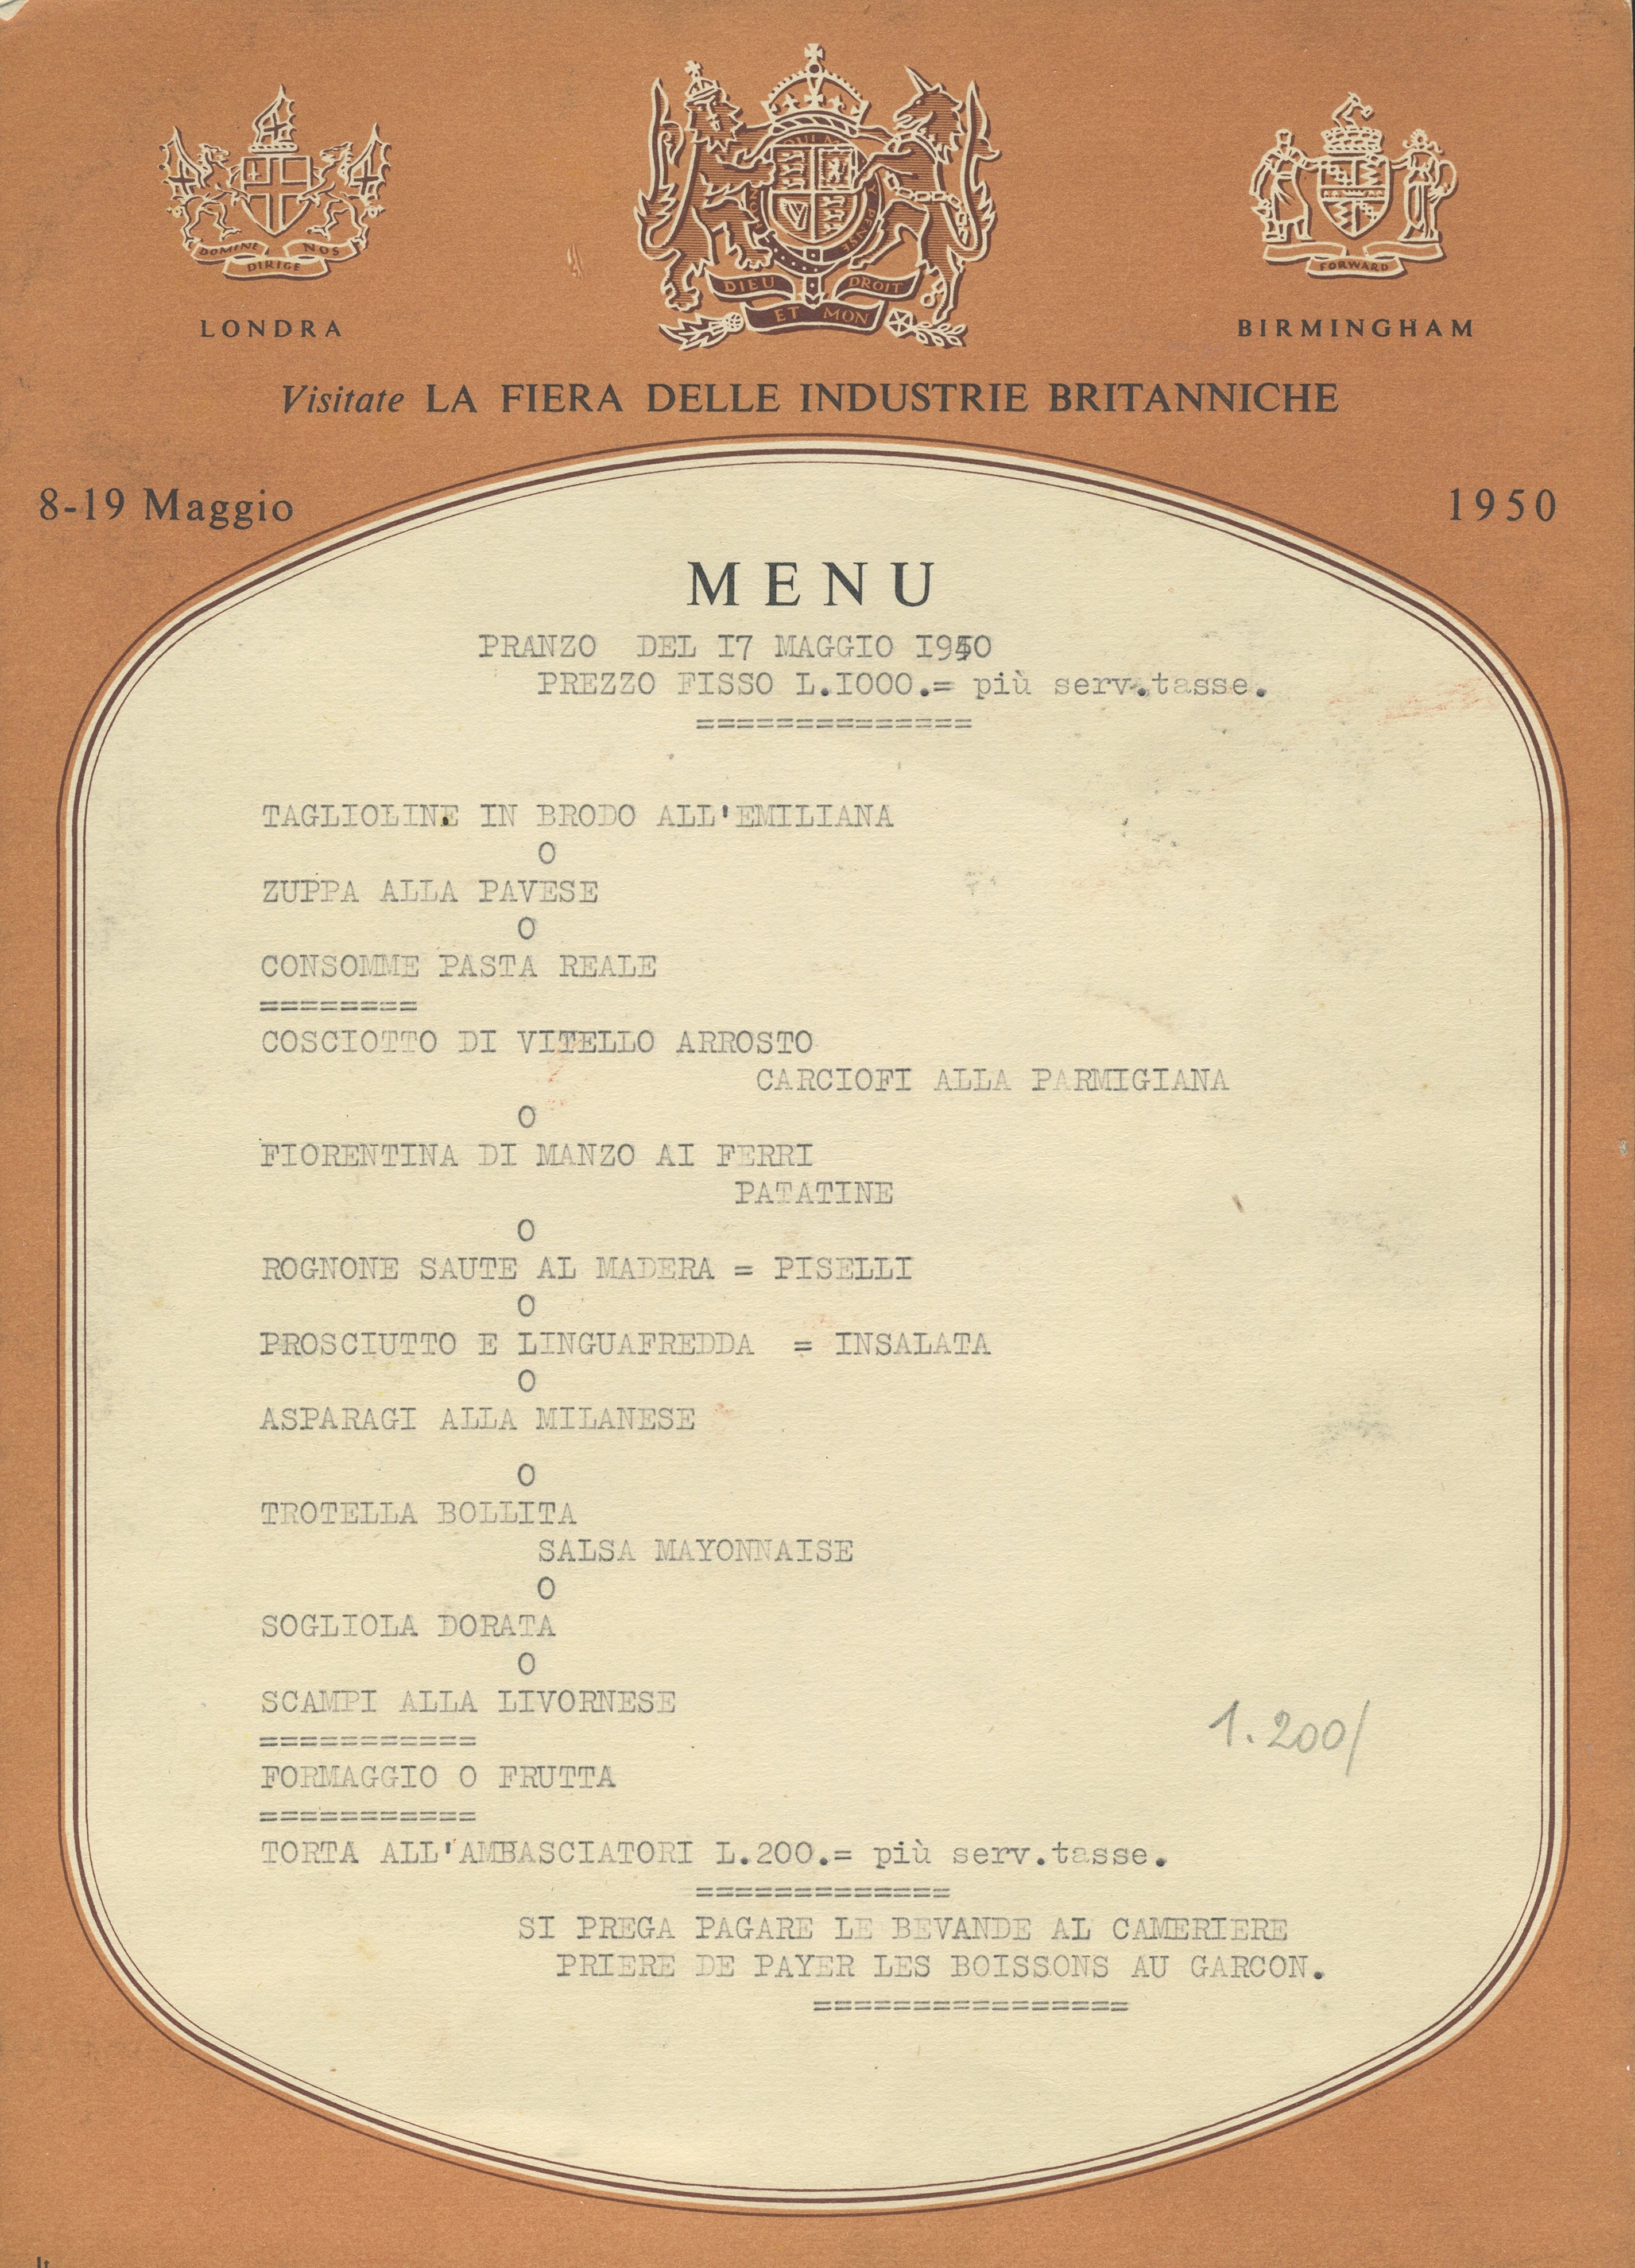 DOMINE NOS
DIRIGE
DIEU DROIT
ET MON
FORWARD
LONDRA
BIRMINGHAM
Visitate LA FIERA DELLE INDUSTRIE BRITANNICHE
8-19 Maggio
1950
MENU
PRANZO DEL I7 MAGGIO I950
PREZZO FISSO L.I000.= più serv.tasse.
==============
TAGLIOLINE IN BRODO ALL'EMILIANA
O
ZUPPA ALLA PAVESE
O
CONSOMME PASTA REALE
========
COSCIOTTO DI VITELLO ARROSTO
CARCIOFI ALLA PARMIGIANA
O
FIORENTINA DI MANZO AI FERRI
PATATINE
O
ROGNONE SAUTE AL MADERA = PISELLI
O
PROSCIUTTO E LINGUAFREDDA = INSALATA
O
ASPARAGI ALLA MILANESE
O
TROTELLA BOLLITA
SALSA MAYONNAISE
O
SOGLIOLA DORATA
O
SCAMPI ALLA LIVORNESE
1.200/
===========
FORMAGGIO O FRUTTA
===========
TORTA ALL'AMBASCIATORI L.200.= più serv.tasse.
=============
SI PREGA PAGARE LE BEVANDE AL CAMERIERE
PRIERE DE PAYER LES BOISSONS AU GARCON.
================